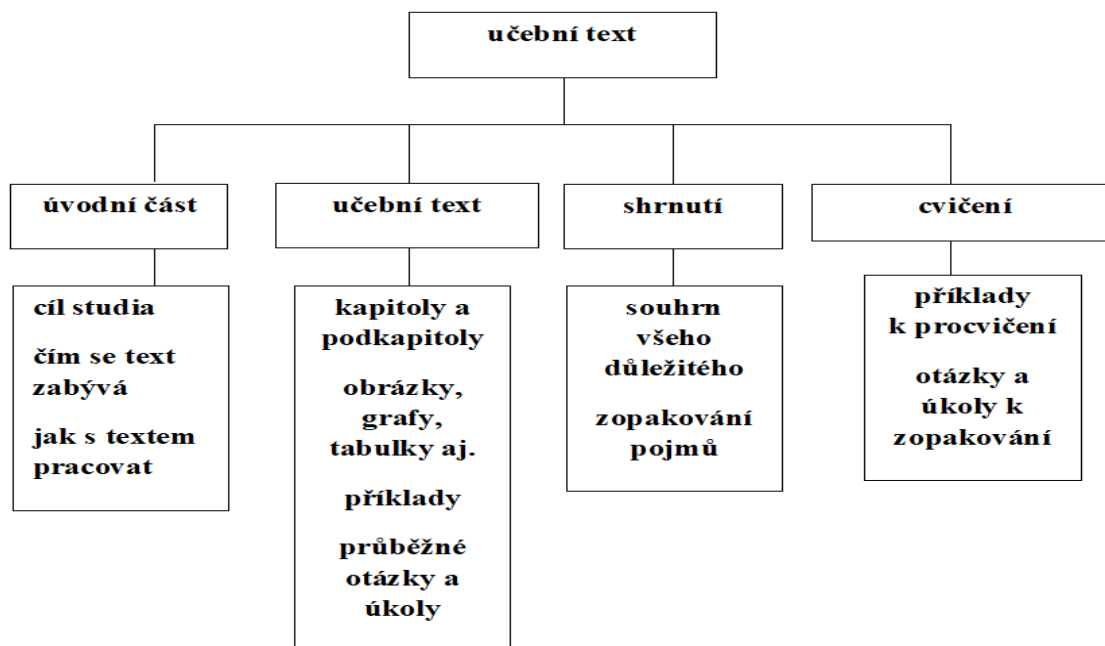 učební text
úvodní část
učební text
shrnutí
cvičení
cíl studia
čím se text
zabývá
jak s textem
pracovat
kapitoly a
podkapitoly
obrázky,
grafy,
tabulky aj.
příklady
průběžné
otázky a
úkoly
souhrn
všeho
důležitého
zopakování
pojmů
příklady
k procvičení
otázky a
úkoly k
zopakování